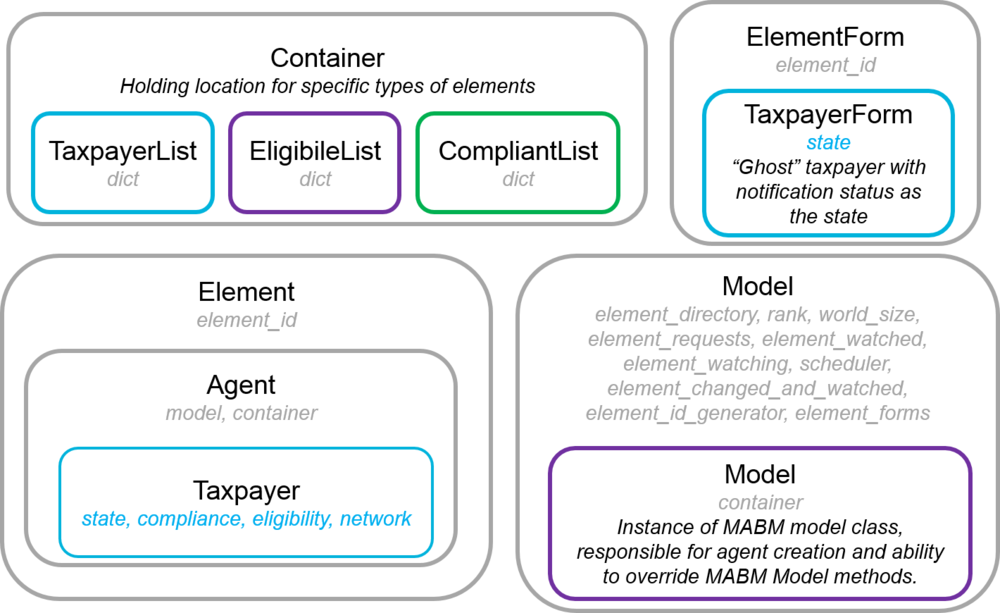 Container
Holding location for specific types of elements
TaxpayerList
dict
EligibileList
dict
CompliantList
dict
ElementForm
element_id
TaxpayerForm
state
“Ghost” taxpayer with
notification status as
the state
Element
element_id
Agent
model, container
Taxpayer
state, compliance, eligibility, network
Model
element_directory, rank, world_size,
element_requests, element_watched,
element_watching, scheduler,
element_changed_and_watched,
element_id_generator, element_forms
Model
container
Instance of MABM model class,
responsible for agent creation and ability
to override MABM Model methods.